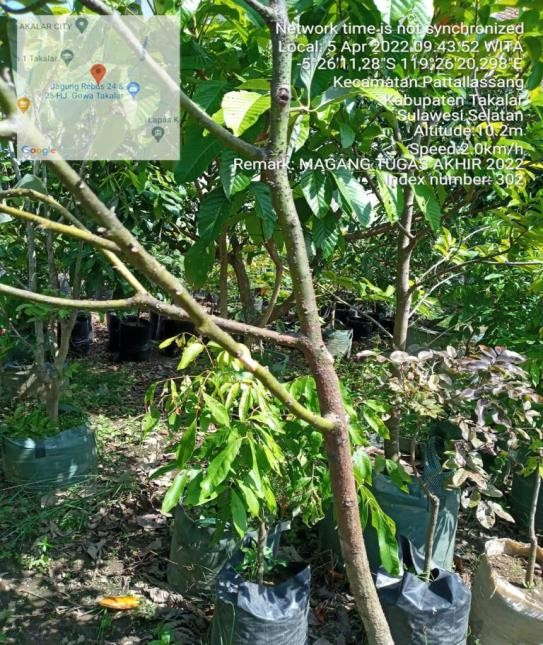 AKALAR CITY
n 1 Takalar
Jagung Rebus 24 &
25 HJ. Gowa Takalar
Lapas K
Google
Network time is not synchronized
Local: 5 Apr 2022 09.43.52 WITA
-5°26'11,28"S 119°26'20,298"E
Kecamatan Pattallassang
Kabupaten Takalar
Sulawesi Selatan
Altitude:10.2m
Speed:2.0km/h
Remark: MAGANG TUGAS AKHIR 2022
Index number: 302